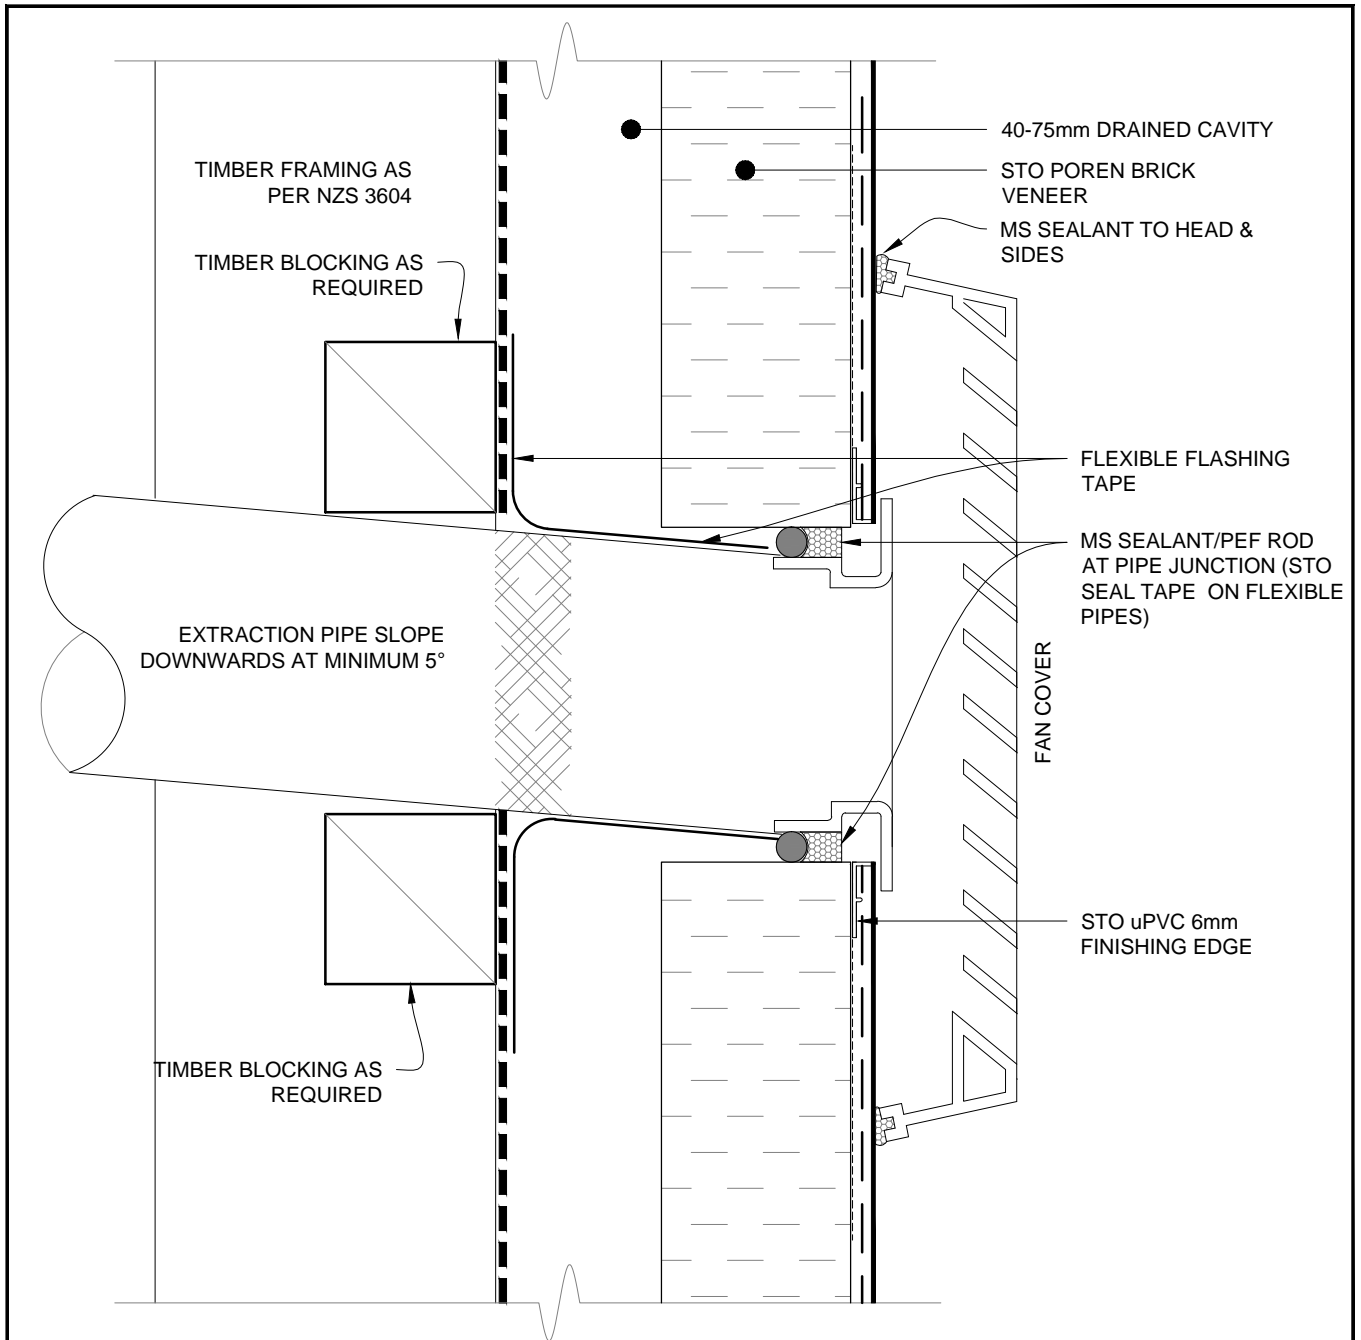 40-75mm DRAINED CAVITY
TIMBER FRAMING AS
PER NZS 3604
STO POREN BRICK
VENEER
MS SEALANT TO HEAD &
SIDES
TIMBER BLOCKING AS
REQUIRED
FLEXIBLE FLASHING
TAPE
MS SEALANT/PEF ROD
AT PIPE JUNCTION (STO
SEAL TAPE ON FLEXIBLE
PIPES)
EXTRACTION PIPE SLOPE
DOWNWARDS AT MINIMUM 5°
FAN COVER
STO uPVC 6mm
FINISHING EDGE
TIMBER BLOCKING AS
REQUIRED